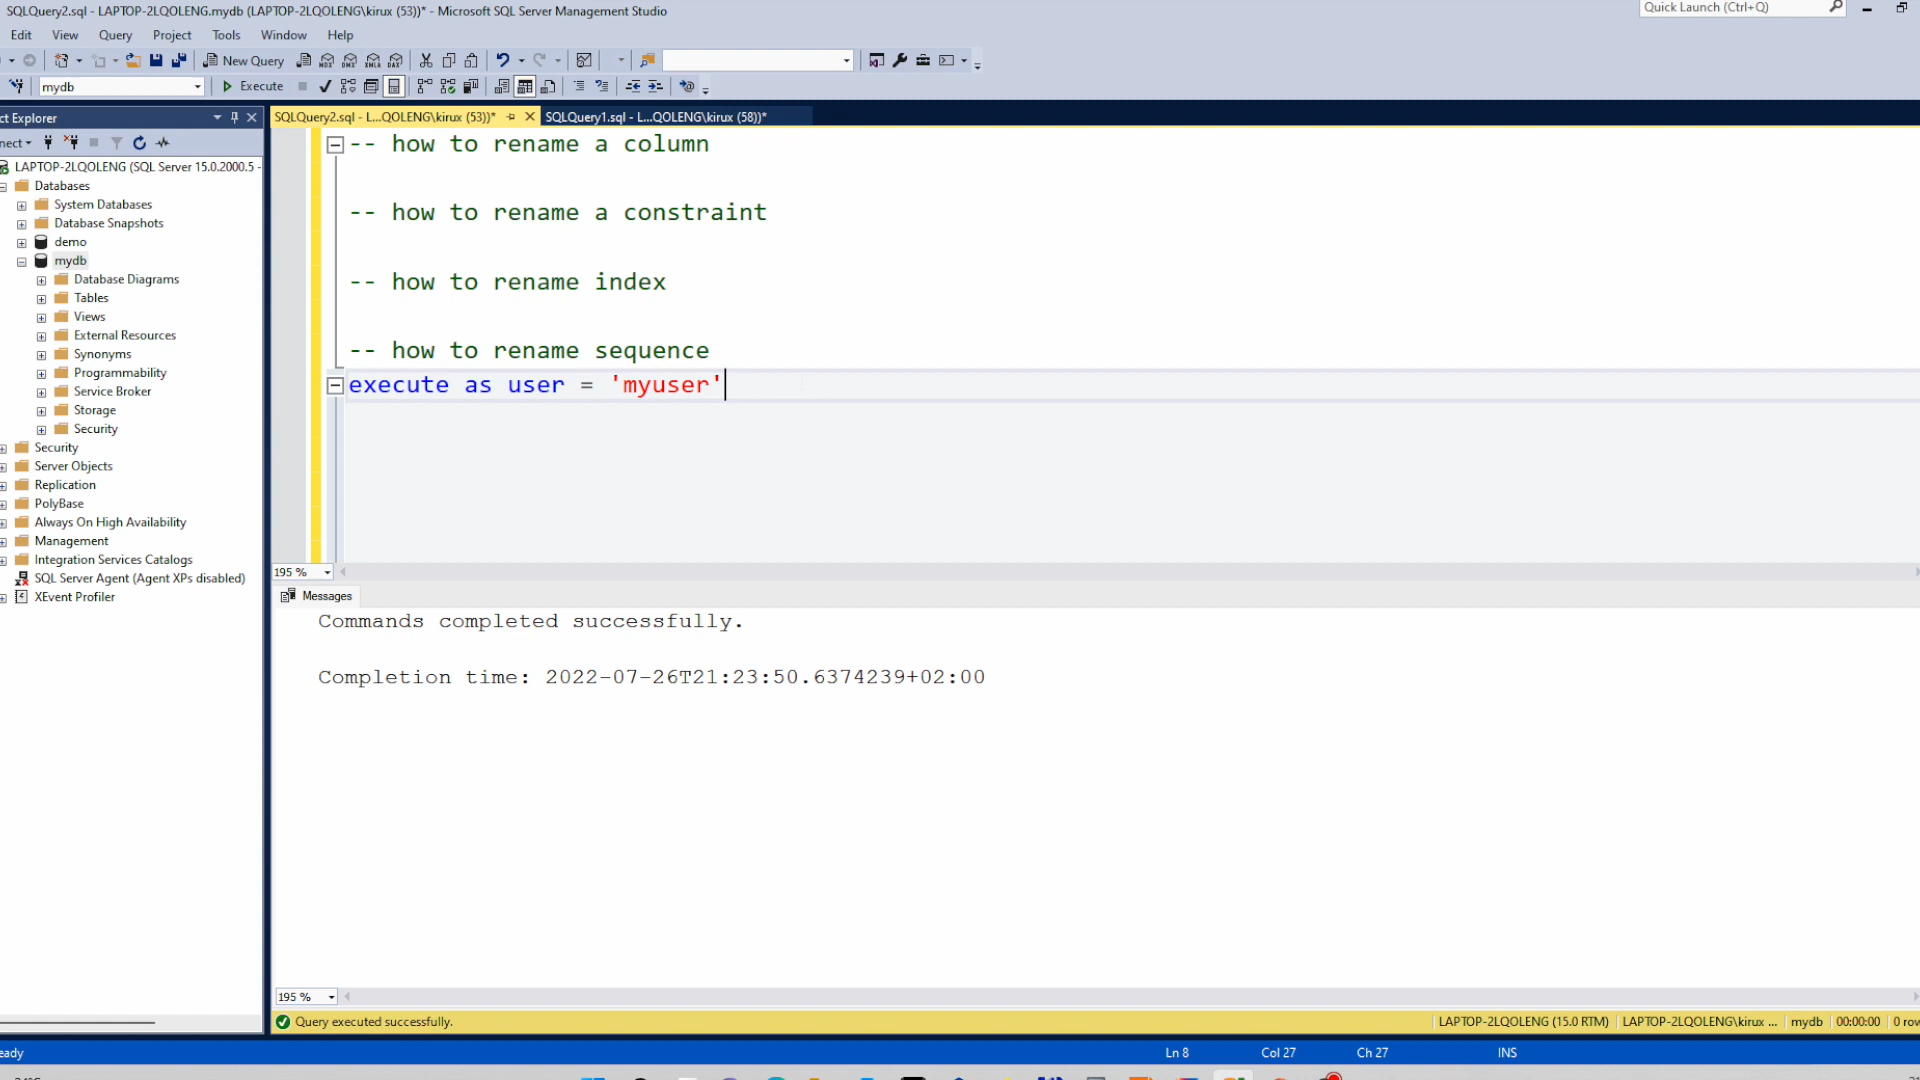 SQLQuery2.sql - LAPTOP-2LQOLENG.mydb (LAPTOP-2LQOLENG\kirux (53))* - Microsoft SQL Server Management Studio
Quick Launch (Ctrl+Q)
Edit View Query Project Tools Window Help
New Query
mydb Execute
ct Explorer
SQLQuery2.sql - L...QOLENG\kirux (53))* SQLQuery1.sql - L...QOLENG\kirux (58))*
nect
LAPTOP-2LQOLENG (SQL Server 15.0.2000.5 -
Databases
System Databases
Database Snapshots
demo
mydb
Database Diagrams
Tables
Views
External Resources
Synonyms
Programmability
Service Broker
Storage
Security
Security
Server Objects
Replication
PolyBase
Always On High Availability
Management
Integration Services Catalogs
SQL Server Agent (Agent XPs disabled)
XEvent Profiler
-- how to rename a column
-- how to rename a constraint
-- how to rename index
-- how to rename sequence
execute as user = 'myuser'
195 %
Messages
Commands completed successfully.
Completion time: 2022-07-26T21:23:50.6374239+02:00
195 %
Query executed successfully. LAPTOP-2LQOLENG (15.0 RTM) LAPTOP-2LQOLENG\kirux ... mydb 00:00:00 0 row
eady Ln 8 Col 27 Ch 27 INS